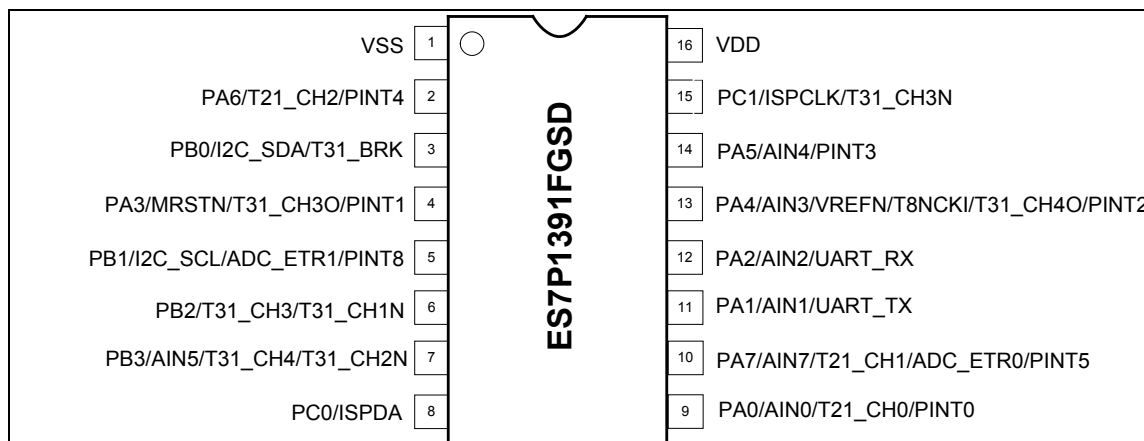 VSS 1
PA6/T21_CH2/PINT4 2
PB0/I2C_SDA/T31_BRK 3
PA3/MRSTN/T31_CH3O/PINT1 4
PB1/I2C_SCL/ADC_ETR1/PINT8 5
PB2/T31_CH3/T31_CH1N 6
PB3/AIN5/T31_CH4/T31_CH2N 7
PC0/ISPDA 8
ES7P1391FGSD
16 VDD
15 PC1/ISPCLK/T31_CH3N
14 PA5/AIN4/PINT3
13 PA4/AIN3/VREFN/T8NCKI/T31_CH4O/PINT2
12 PA2/AIN2/UART_RX
11 PA1/AIN1/UART_TX
10 PA7/AIN7/T21_CH1/ADC_ETR0/PINT5
9 PA0/AIN0/T21_CH0/PINT0